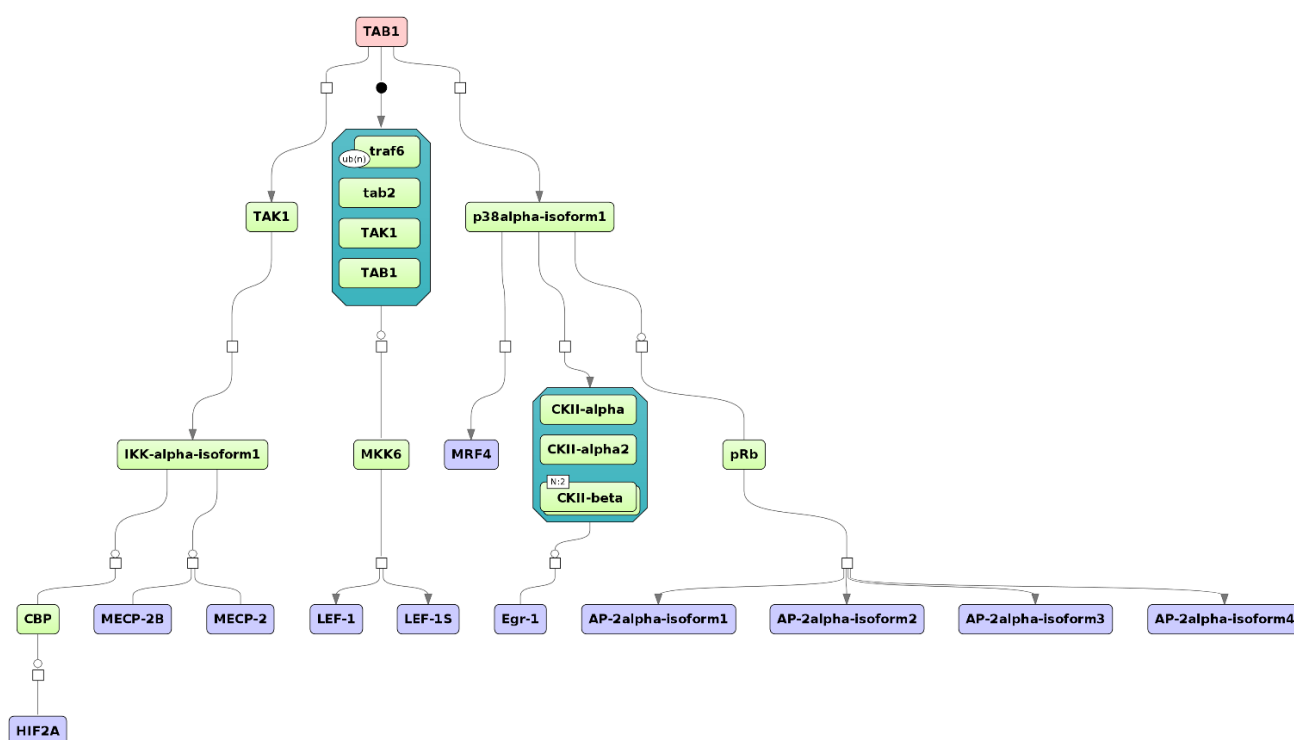 TAB1
traf6
ub(n)
tab2
TAK1
TAB1
TAK1
p38alpha-isoform1
CKII-alpha
CKII-alpha2
N:2
CKII-beta
IKK-alpha-isoform1
MKK6
MRF4
pRb
CBP
MECP-2B
MECP-2
LEF-1
LEF-1S
Egr-1
AP-2alpha-isoform1
AP-2alpha-isoform2
AP-2alpha-isoform3
AP-2alpha-isoform4
HIF2A